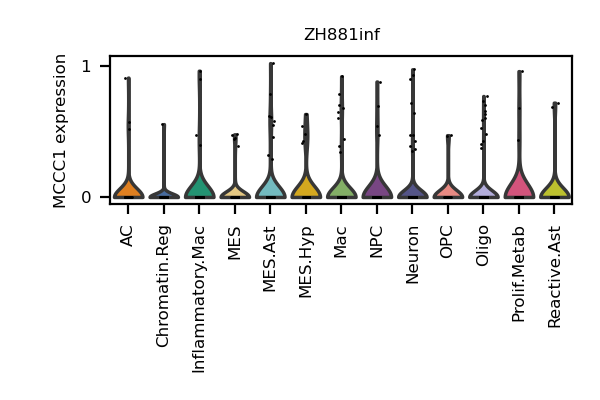 ZH881inf
MCCC1 expression
1
0
AC
Chromatin.Reg
Inflammatory.Mac
MES
MES.Ast
MES.Hyp
Mac
NPC
Neuron
OPC
Oligo
Prolif.Metab
Reactive.Ast